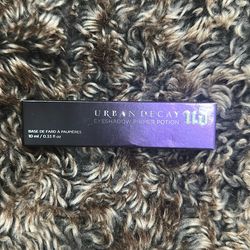 URBAN DECAY
EYESHADOW PRIMER POTION
UD
BASE DE FARD À PAUPIÈRES
10 ml / 0.33 fl oz